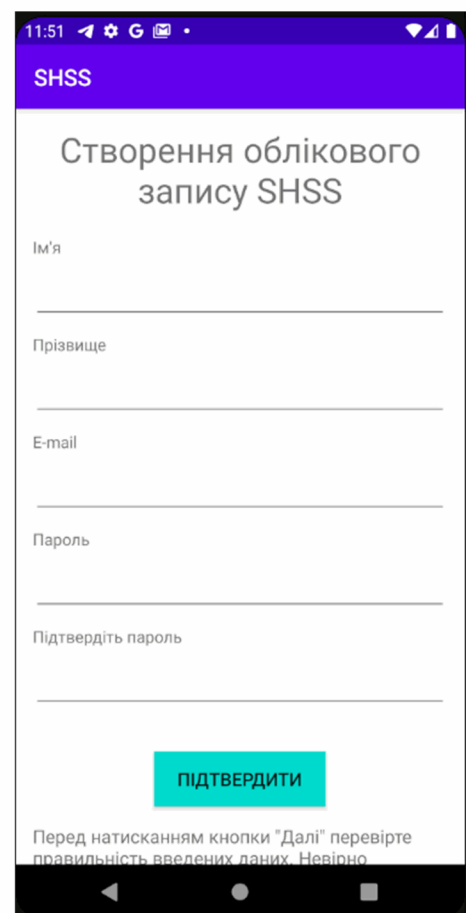 11:51
SHSS
Створення облікового
запису SHSS
Ім'я
Прізвище
E-mail
Пароль
Підтвердіть пароль
ПІДТВЕРДИТИ
Перед натисканням кнопки "Далі" перевірте
правильність введених даних. Невірно